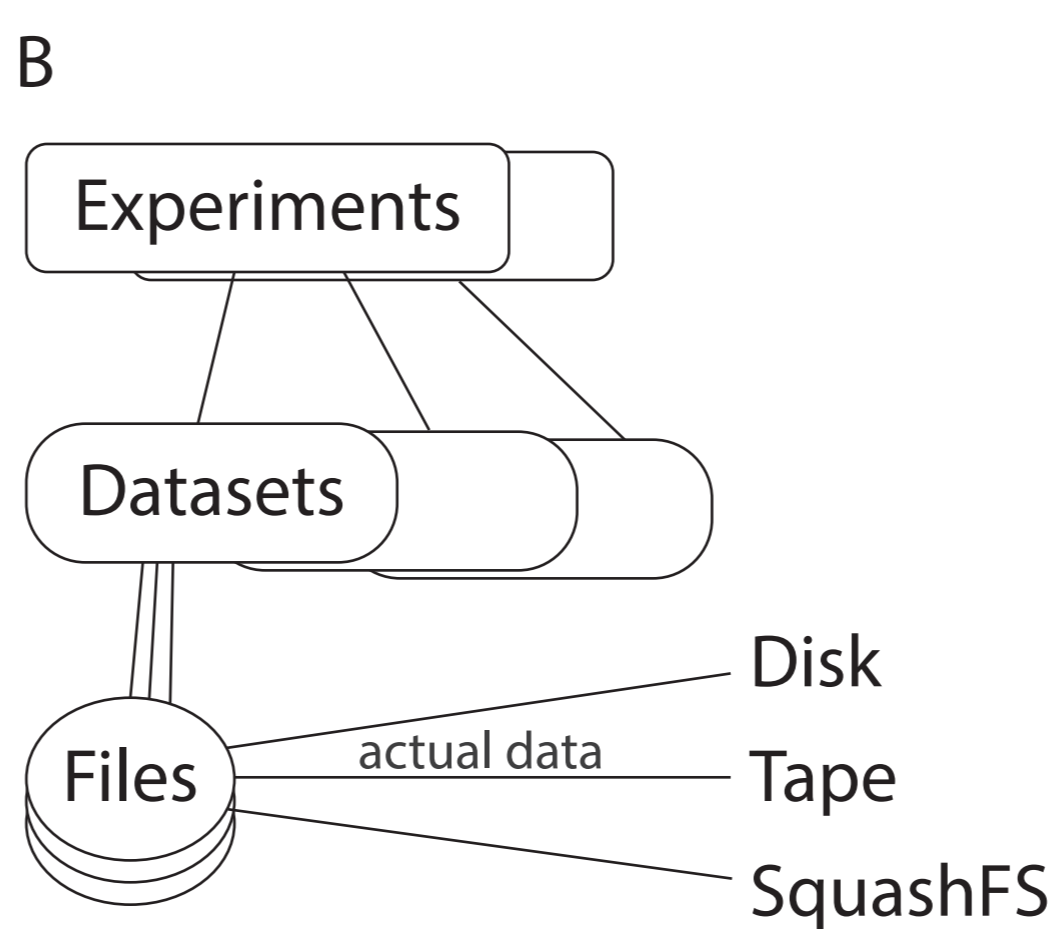 B
Experiments
Datasets
Disk
actual data
Files
Tape
SquashFS